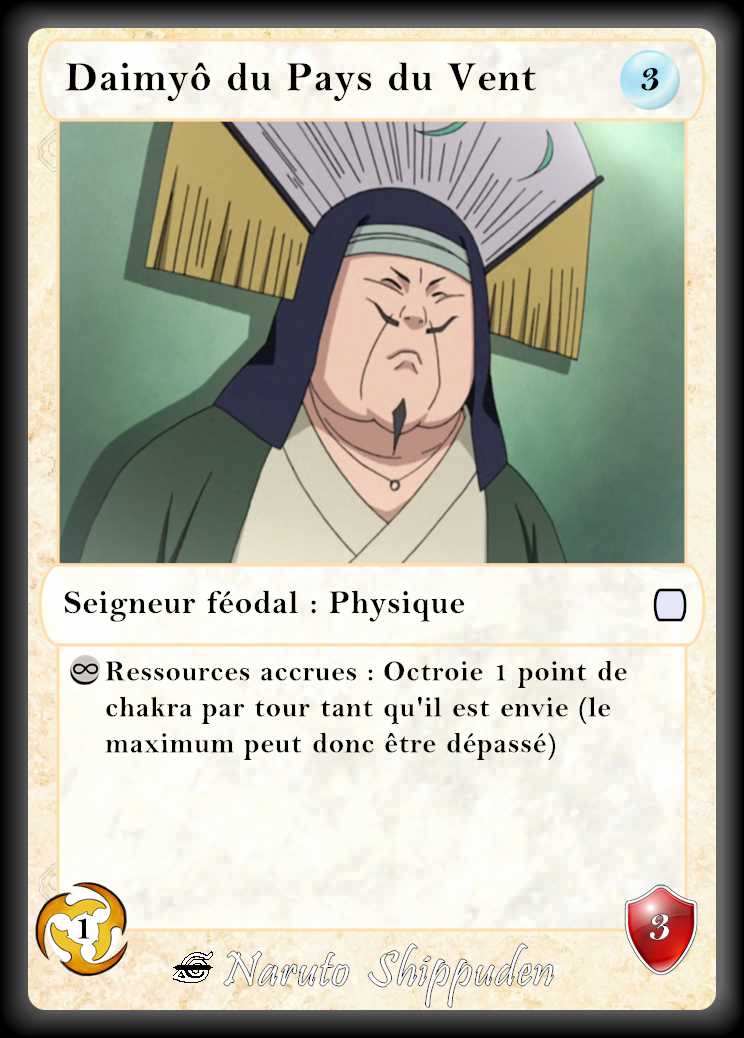 Daimyô du Pays du Vent 3
Seigneur féodal : Physique
Ressources accrues : Octroie 1 point de
chakra par tour tant qu'il est envie (le
maximum peut donc être dépassé)
1
3
Naruto Shippuden